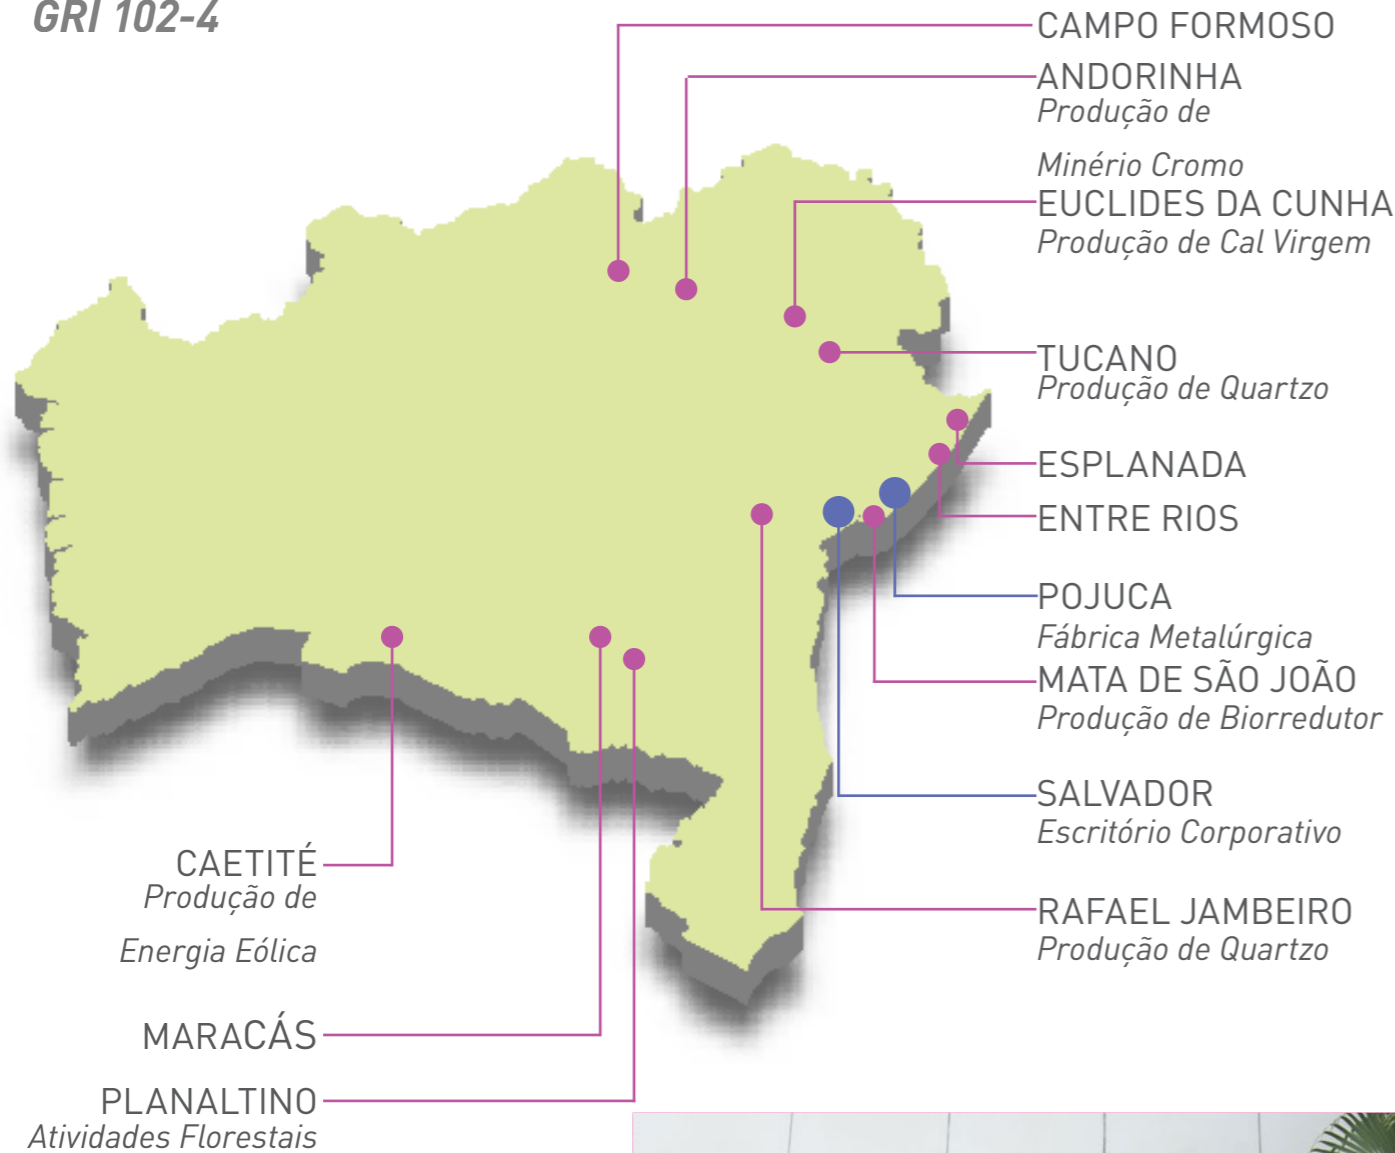 GRI 102-4
CAMPO FORMOSO
ANDORINHA
Produção de
Minério Cromo
EUCLIDES DA CUNHA
Produção de Cal Virgem
TUCANO
Produção de Quartzo
ESPLANADA
ENTRE RIOS
POJUCA
Fábrica Metalúrgica
MATA DE SÃO JOÃO
Produção de Biorredutor
SALVADOR
Escritório Corporativo
RAFAEL JAMBEIRO
Produção de Quartzo
CAETITÉ
Produção de
Energia Eólica
MARACÁS
PLANALTINO
Atividades Florestais